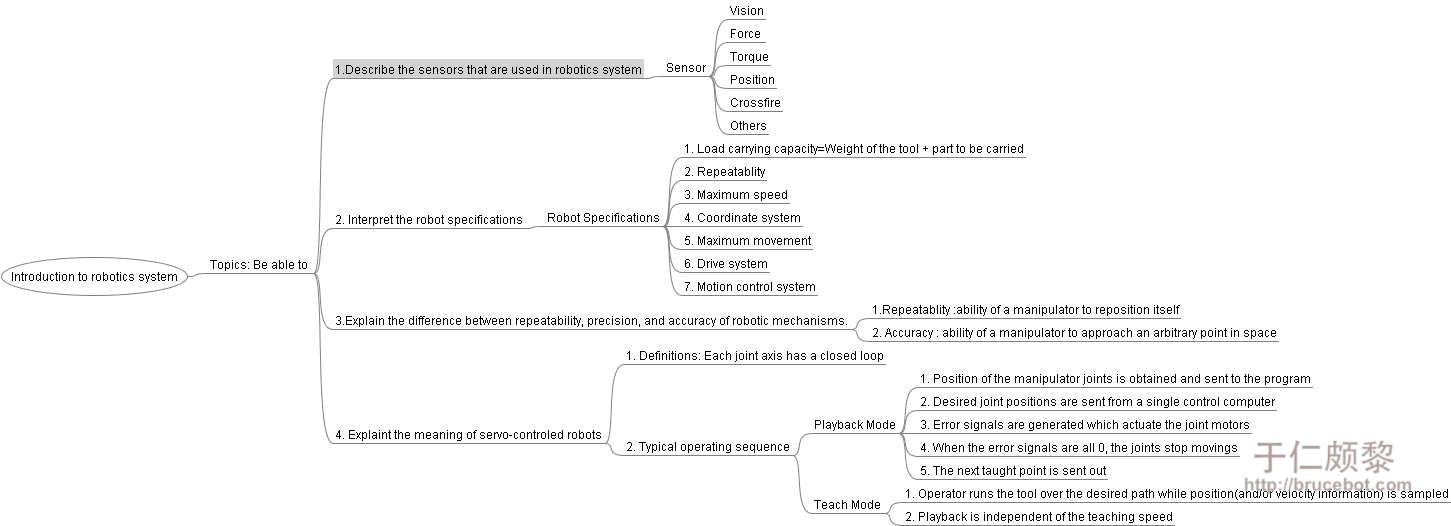 Introduction to robotics system
Topics: Be able to
1.Describe the sensors that are used in robotics system
Sensor
Vision
Force
Torque
Position
Crossfire
Others
2. Interpret the robot specifications
Robot Specifications
1. Load carrying capacity=Weight of the tool + part to be carried
2. Repeatablity
3. Maximum speed
4. Coordinate system
5. Maximum movement
6. Drive system
7. Motion control system
3.Explain the difference between repeatability, precision, and accuracy of robotic mechanisms.
1.Repeatablity :ability of a manipulator to reposition itself
2. Accuracy : ability of a manipulator to approach an arbitrary point in space
4. Explaint the meaning of servo-controled robots
1. Definitions: Each joint axis has a closed loop
2. Typical operating sequence
Playback Mode
1. Position of the manipulator joints is obtained and sent to the program
2. Desired joint positions are sent from a single control computer
3. Error signals are generated which actuate the joint motors
4. When the error signals are all 0, the joints stop movings
5. The next taught point is sent out
Teach Mode
1. Operator runs the tool over the desired path while position(and/or velocity information) is sampled
2. Playback is independent of the teaching speed
于仁颇黎
http://brucebot.com